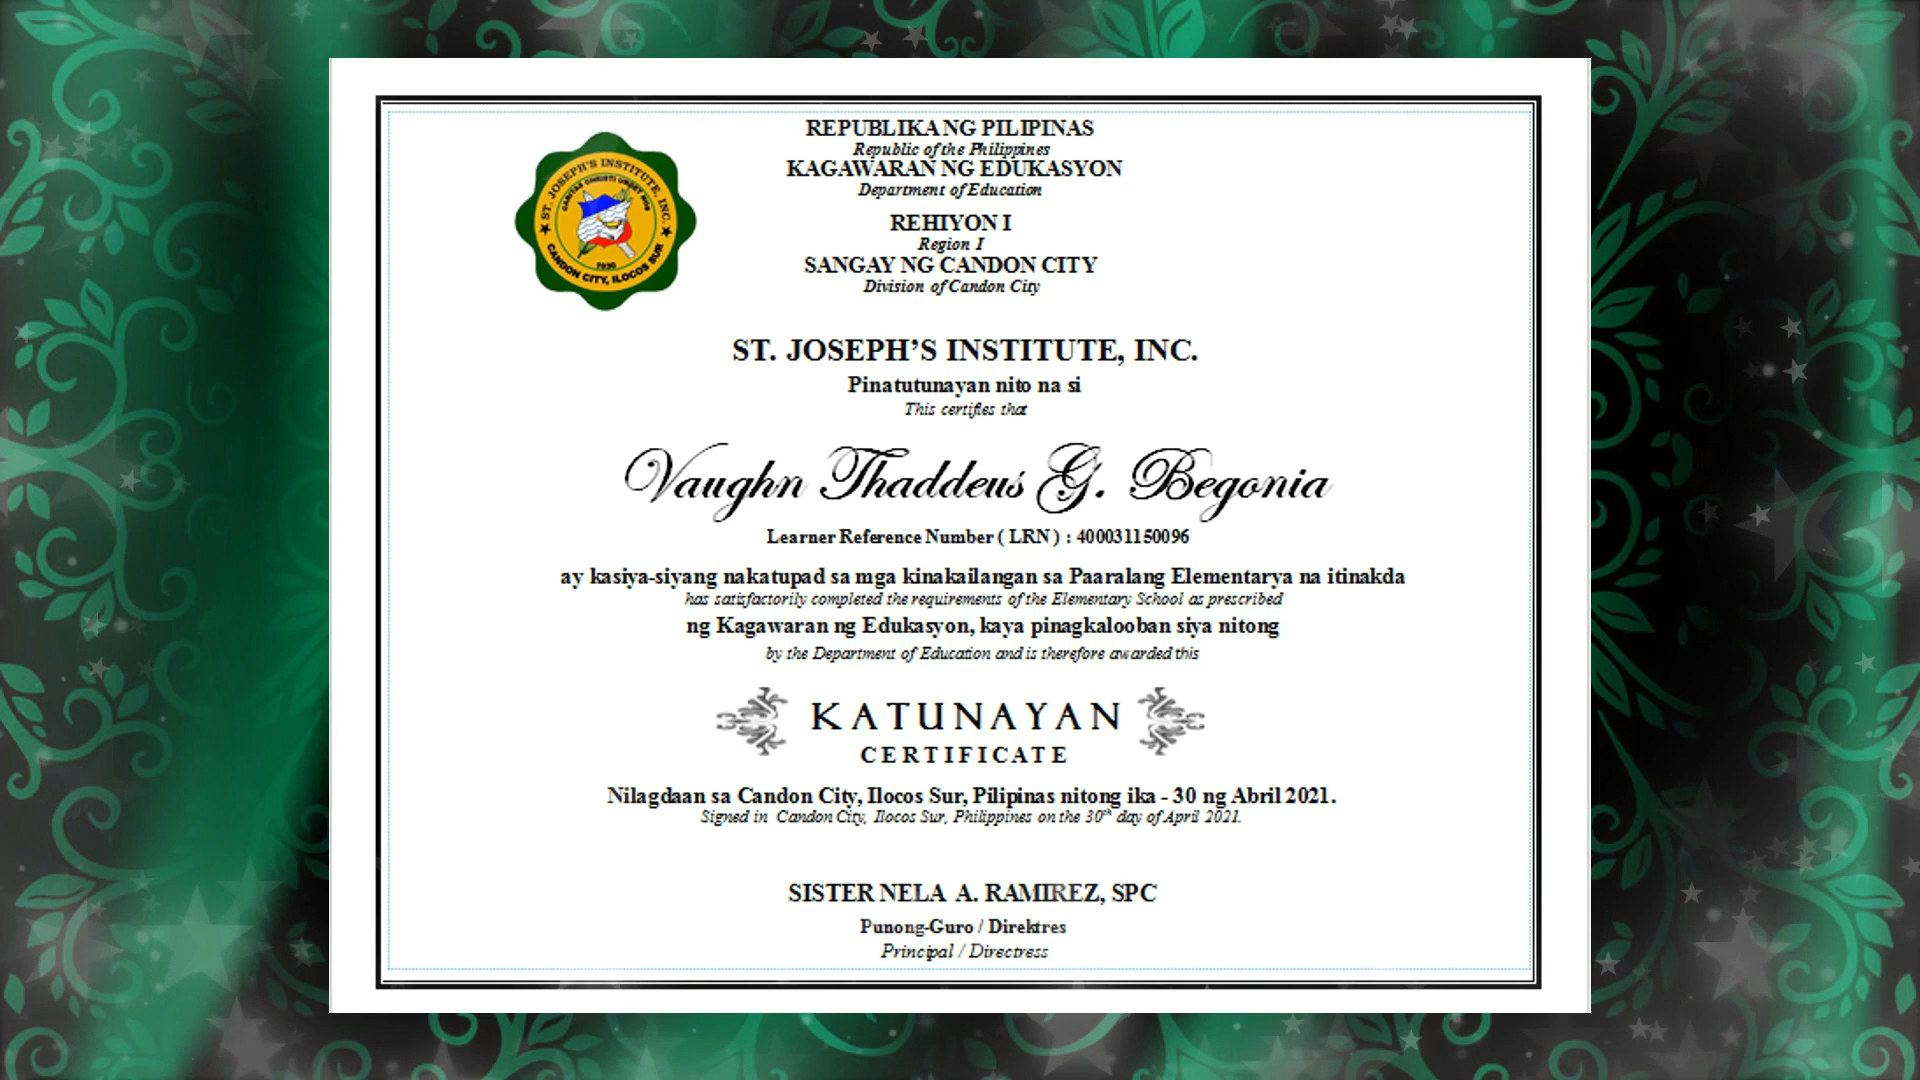 ST. JOSEPH'S INSTITUTE, INC.
CARITAS CHRISTI URGET NOS
1930
CANDON CITY, ILOCOS SUR
REPUBLIKA NG PILIPINAS
Republic of the Philippines
KAGAWARAN NG EDUKASYON
Department of Education
REHIYON I
Region I
SANGAY NG CANDON CITY
Division of Candon City
ST. JOSEPH’S INSTITUTE, INC.
Pinatutunayan nito na si
This certifies that
Vaughn Thaddeus G. Begonia
Learner Reference Number ( LRN ) : 400031150096
ay kasiya-siyang nakatupad sa mga kinakailangan sa Paaralang Elementarya na itinakda
has satisfactorily completed the requirements of the Elementary School as prescribed
ng Kagawaran ng Edukasyon, kaya pinagkalooban siya nitong
by the Department of Education and is therefore awarded this
KATUNAYAN
CERTIFICATE
Nilagdaan sa Candon City, Ilocos Sur, Pilipinas nitong ika - 30 ng Abril 2021.
Signed in Candon City, Ilocos Sur, Philippines on the 30th day of April 2021.
SISTER NELA A. RAMIREZ, SPC
Punong-Guro / Direktres
Principal / Directress